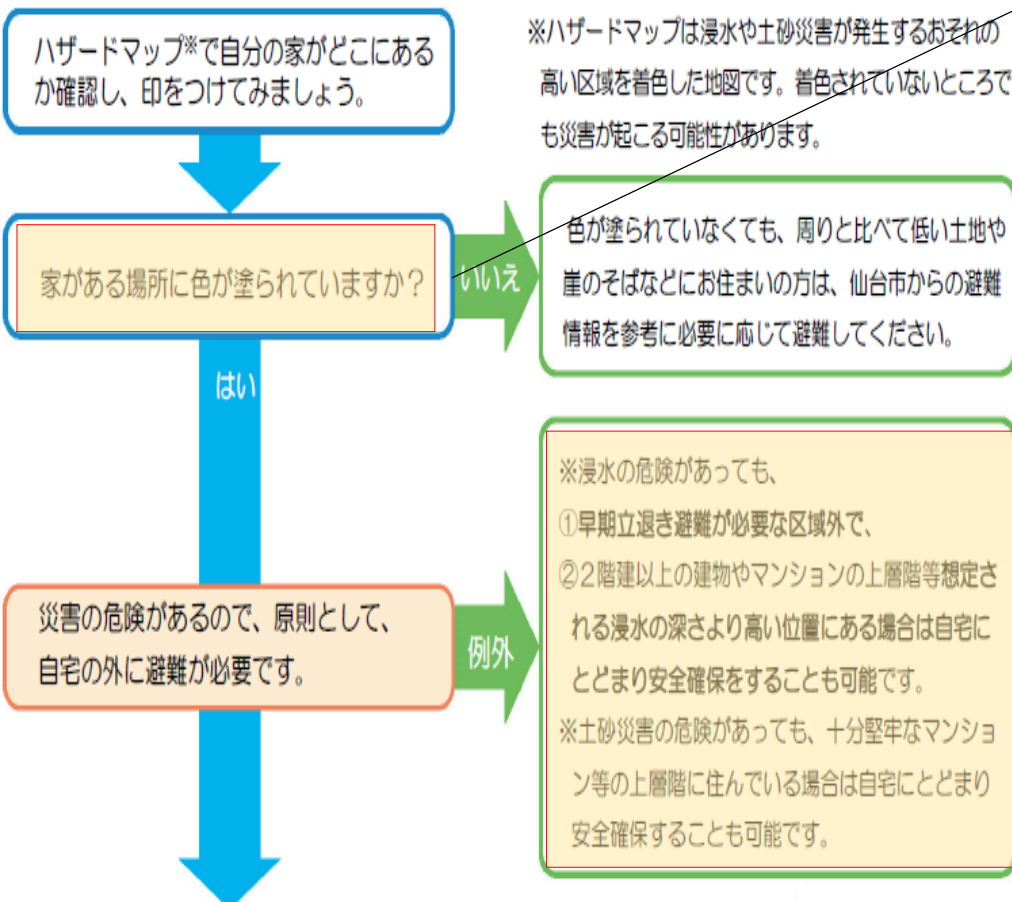 ハザードマップ※で自分の家がどこにある
か確認し、印をつけてみましょう。
※ハザードマップは浸水や土砂災害が発生するおそれの
高い区域を着色した地図です。着色されていないところで
も災害が起こる可能性があります。
家がある場所に色が塗られていますか？
いいえ
色が塗られていなくても、周りと比べて低い土地や
崖のそばなどにお住まいの方は、仙台市からの避難
情報を参考に必要に応じて避難してください。
はい
災害の危険があるので、原則として、
自宅の外に避難が必要です。
例外
※浸水の危険があっても、
①早期立退き避難が必要な区域外で、
②２階建以上の建物やマンションの上層階等想定さ
れる浸水の深さより高い位置にある場合は自宅に
とどまり安全確保をすることも可能です。
※土砂災害の危険があっても、十分堅牢なマンショ
ン等の上層階に住んでいる場合は自宅にとどまり
安全確保することも可能です。